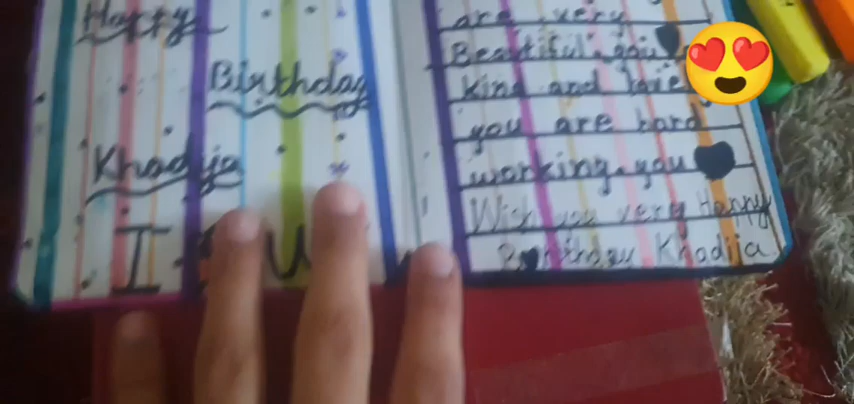 Happy
Birthday
Khadija
I U
are very
Beautiful, you
kind and
you are hard
working, you
Wish you very Happy
Birthday Khadija